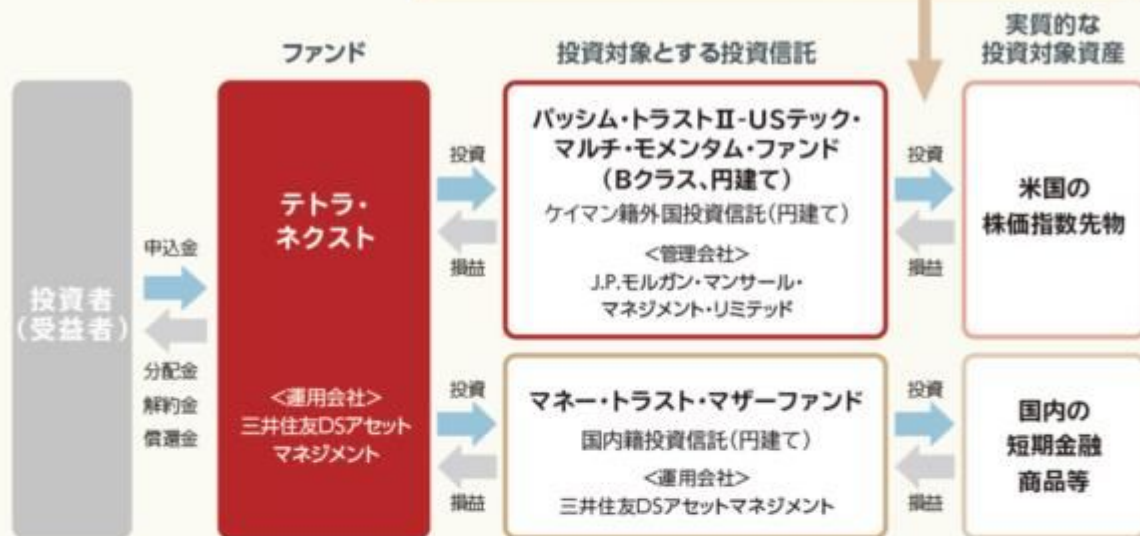 ファンド
投資対象とする投資信託
実質的な
投資対象資産
投資者
(受益者)
申込金
分配金
解約金
償還金
テトラ・
ネクスト
<運用会社>
三井住友DSアセット
マネジメント
投資
損益
パッシム・トラストⅡ-USテック・
マルチ・モメンタム・ファンド
(Bクラス、円建て)
ケイマン籍外国投資信託(円建て)
<管理会社>
J.P.モルガン・マンサール・
マネジメント・リミテッド
投資
損益
米国の
株価指数先物
投資
損益
マネー・トラスト・マザーファンド
国内籍投資信託(円建て)
<運用会社>
三井住友DSアセットマネジメント
投資
損益
国内の
短期金融
商品等